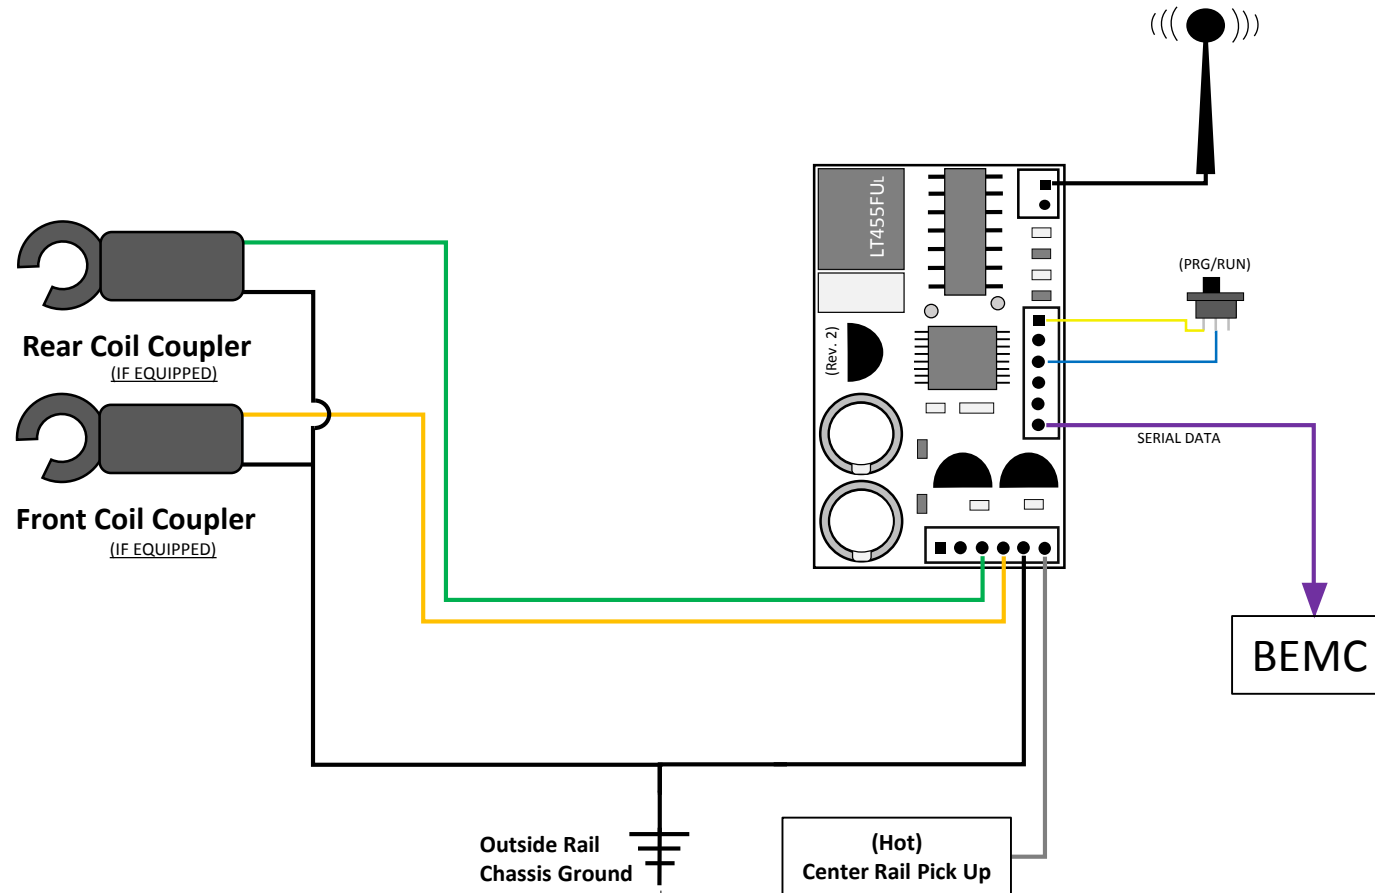 LT455FUL
(PRG/RUN)
(Rev. 2)
Rear Coil Coupler
(IF EQUIPPED)
SERIAL DATA
Front Coil Coupler
(IF EQUIPPED)
BEMC
Outside Rail
Chassis Ground
(Hot)
Center Rail Pick Up